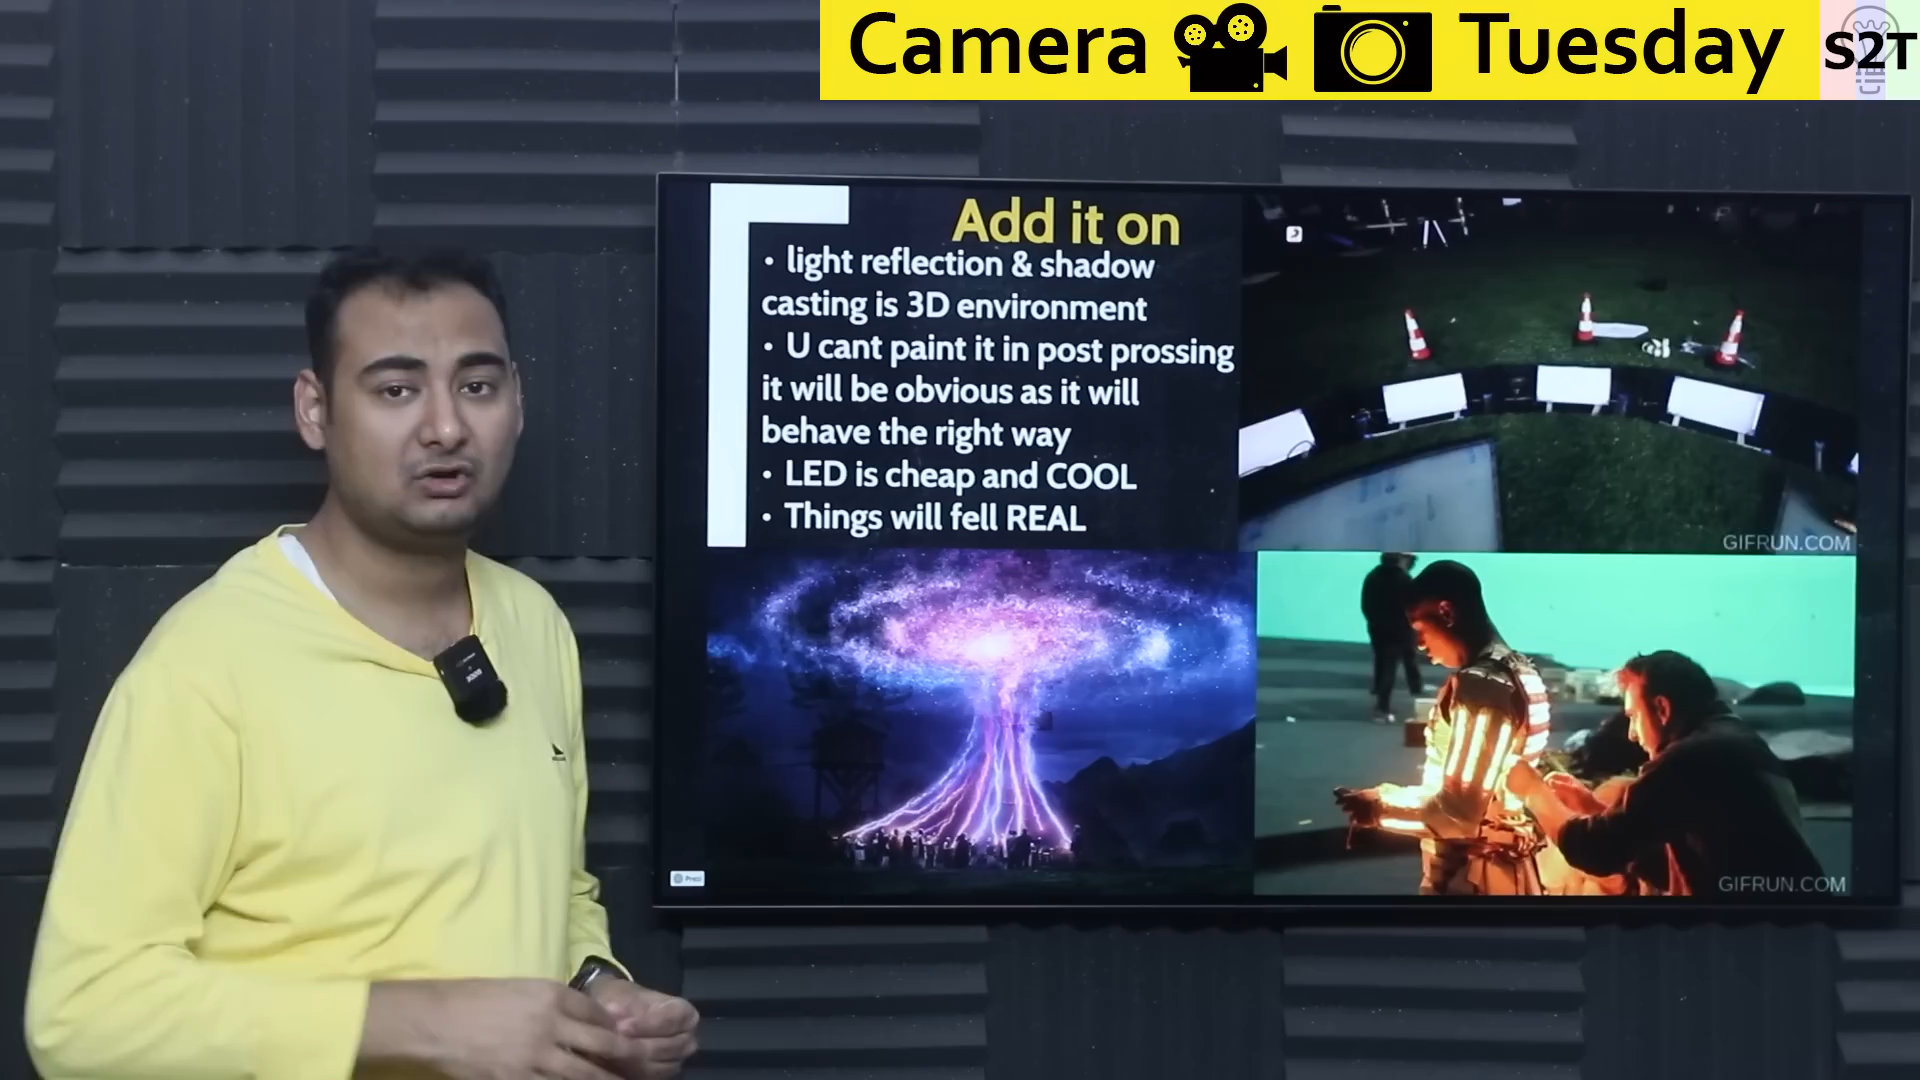 Camera Tuesday
S2T
Add it on
• light reflection & shadow
casting is 3D environment
• U cant paint it in post prossing
it will be obvious as it will
behave the right way
• LED is cheap and COOL
• Things will fell REAL
GIFRUN.COM
GIFRUN.COM
Prezi